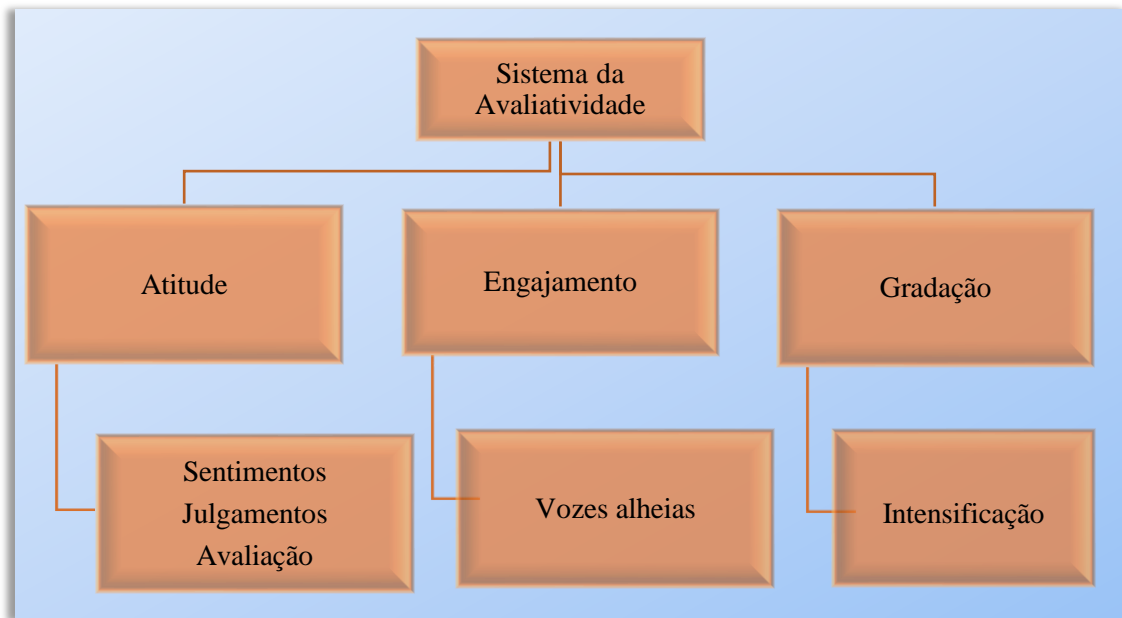 Sistema da
Avaliatividade
Atitude
Engajamento
Gradação
Sentimentos
Julgamentos
Avaliação
Vozes alheias
Intensificação